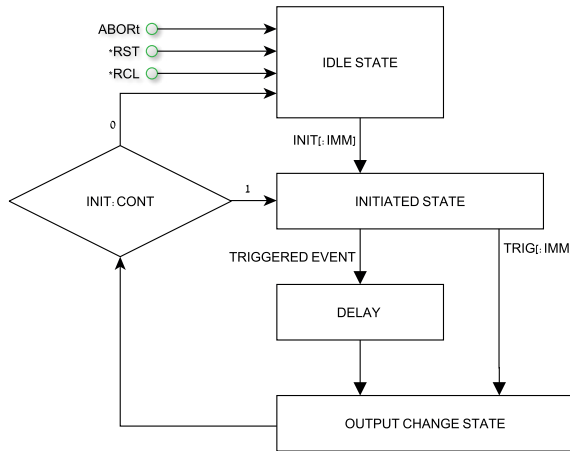 ABORt
*RST
*RCL
IDLE STATE
0
INIT[:IMM]
INIT:CONT
1
INITIATED STATE
TRIGGERED EVENT
TRIG[:IMM
DELAY
OUTPUT CHANGE STATE